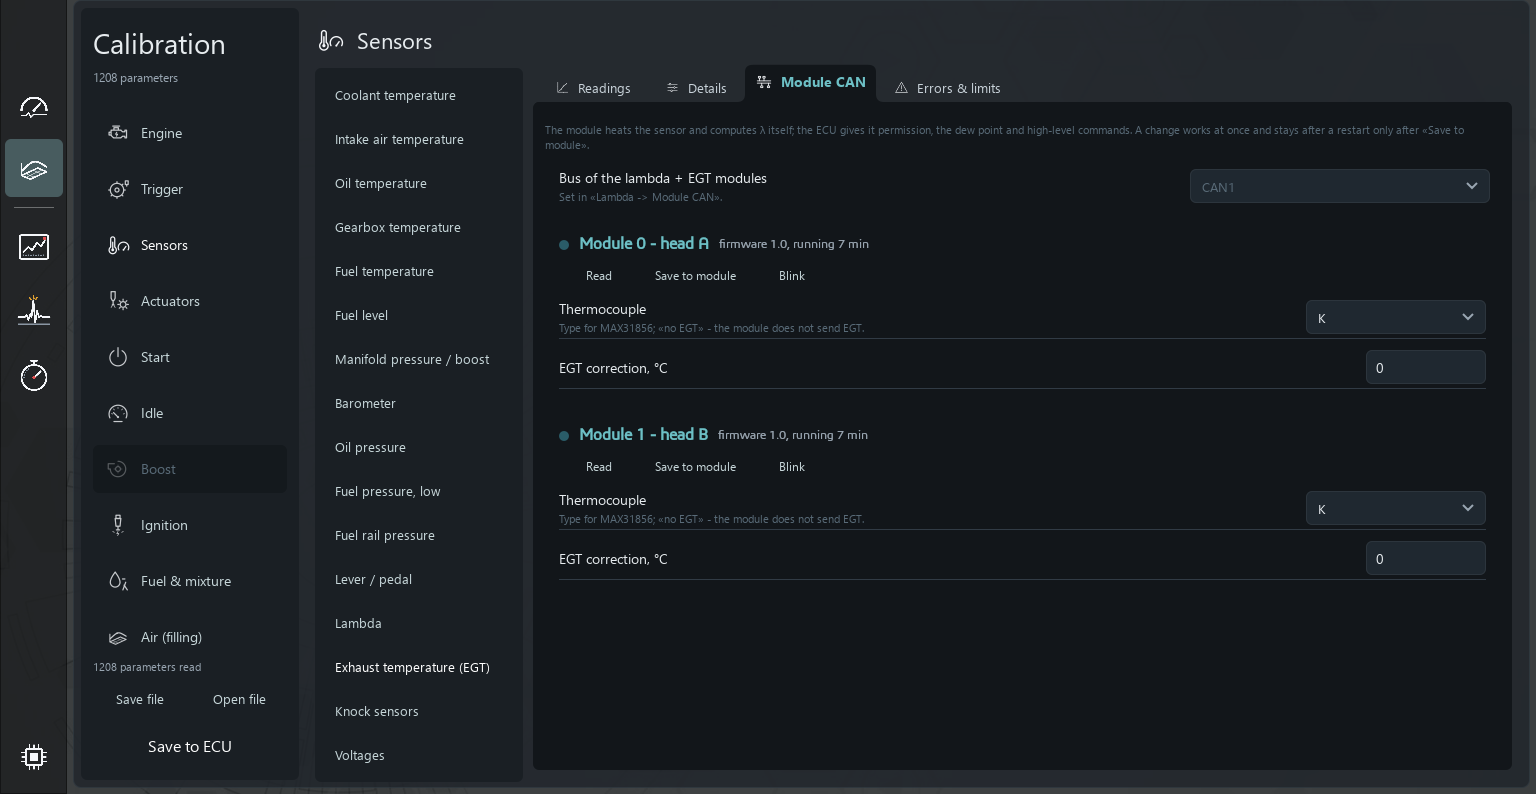 Calibration
1208 parameters
Engine
Trigger
Sensors
Actuators
Start
Idle
Boost
Ignition
Fuel & mixture
Air (filling)
1208 parameters read
Save file
Open file
Save to ECU
Sensors
Coolant temperature
Intake air temperature
Oil temperature
Gearbox temperature
Fuel temperature
Fuel level
Manifold pressure / boost
Barometer
Oil pressure
Fuel pressure, low
Fuel rail pressure
Lever / pedal
Lambda
Exhaust temperature (EGT)
Knock sensors
Voltages
Readings
Details
Module CAN
Errors & limits
The module heats the sensor and computes λ itself; the ECU gives it permission, the dew point and high-level commands. A change works at once and stays after a restart only after «Save to
module».
Bus of the lambda + EGT modules
Set in «Lambda -> Module CAN».
CAN1
Module 0 - head A firmware 1.0, running 7 min
Read
Save to module
Blink
Thermocouple
Type for MAX31856; «no EGT» - the module does not send EGT.
K
EGT correction, °C
0
Module 1 - head B firmware 1.0, running 7 min
Read
Save to module
Blink
Thermocouple
Type for MAX31856; «no EGT» - the module does not send EGT.
K
EGT correction, °C
0